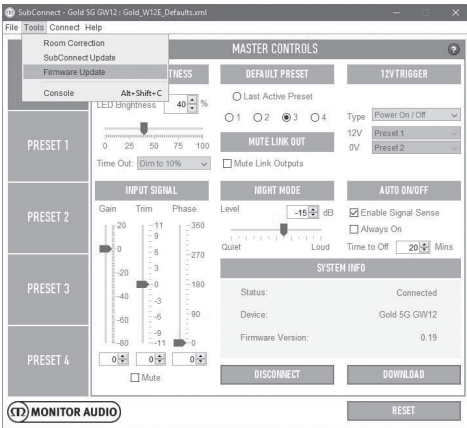 SubConnect - Gold 5G GW12 : Gold_W12E_Defaults.xml
File Tools Connect Help
Room Correction
SubConnect Update
Firmware Update
Console Alt+Shift+C
MASTER CONTROLS
?
TNESS
LED Brightness 40 %
0 25 50 75 100
Time Out: Dim to 10%
DEFAULT PRESET
Last Active Preset
1 2 3 4
MUTE LINK OUT
Mute Link Outputs
12V TRIGGER
Type Power On / Off
12V Preset 1
0V Preset 2
PRESET 1
PRESET 2
PRESET 3
PRESET 4
INPUT SIGNAL
Gain Trim Phase
20 11 360
9
0 6 270
-20 3
0 180
-40 -3
-60 -6 90
-9
-80 -11 0
0 0 0
Mute
NIGHT MODE
Level -15 dB
Quiet Loud
AUTO ON/OFF
Enable Signal Sense
Always On
Time to Off 20 Mins
SYSTEM INFO
Status: Connected
Device: Gold 5G GW12
Firmware Version: 0.19
DISCONNECT DOWNLOAD
MONITOR AUDIO
RESET